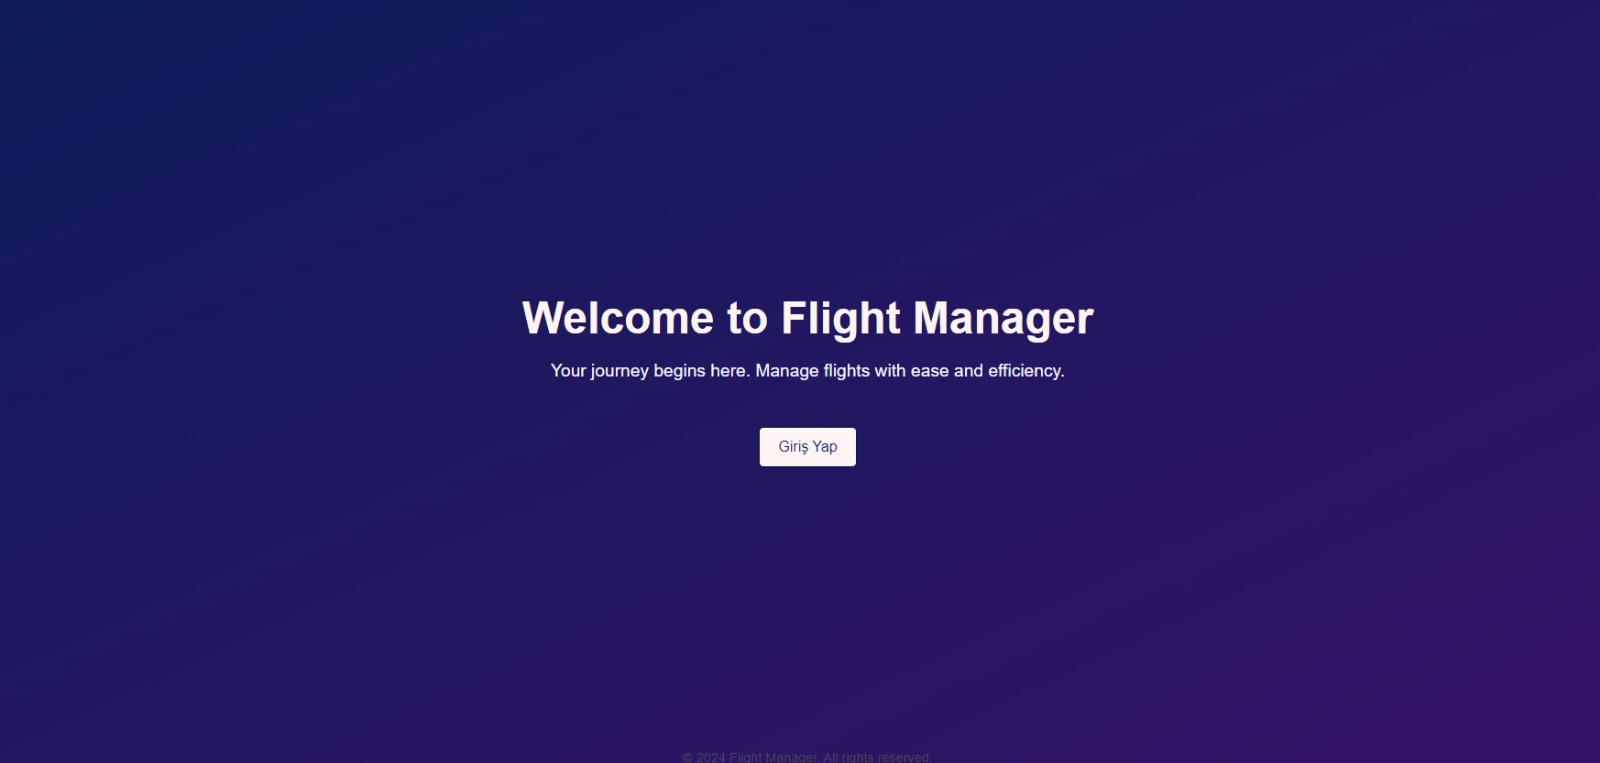 Welcome to Flight Manager
Your journey begins here. Manage flights with ease and efficiency.
Giriş Yap
© 2024 Flight Manager. All rights reserved.